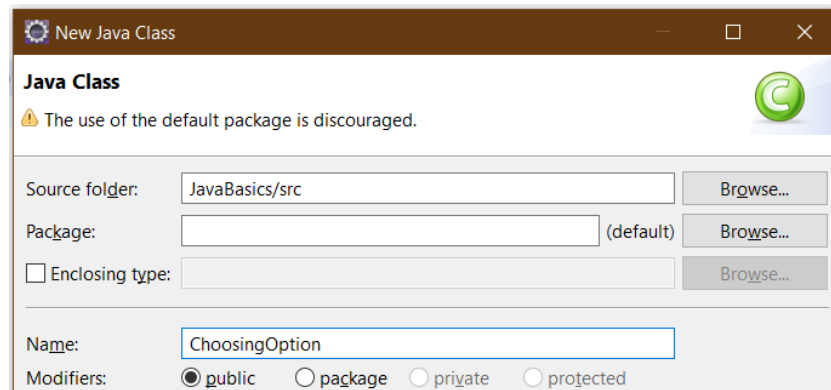 New Java Class
Java Class
The use of the default package is discouraged.
Source folder: JavaBasics/src Browse...
Package: (default) Browse...
Enclosing type: Browse...
Name: ChoosingOption
Modifiers: public package private protected